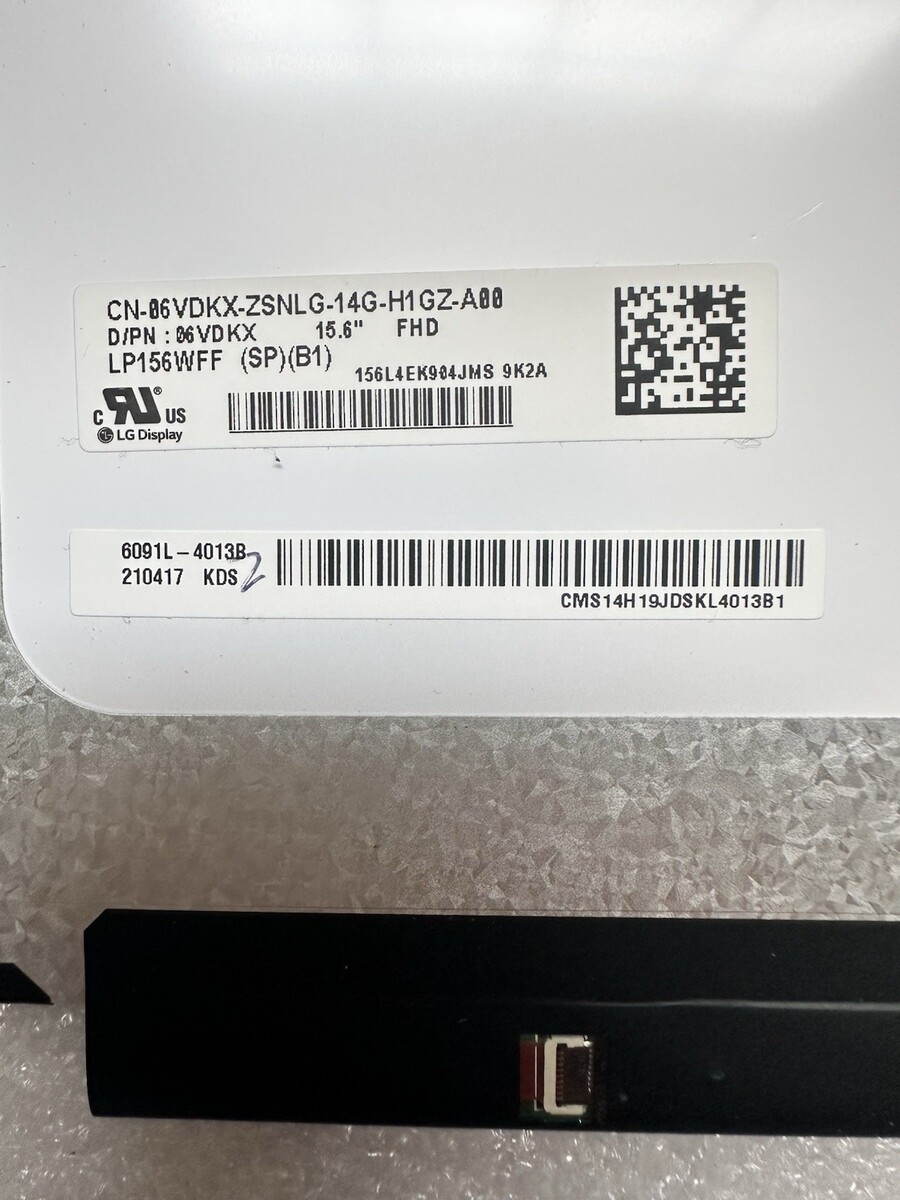 CN-06VDKX-ZSNLG-14G-H1GZ-A00
D/PN : 06VDKX 15.6" FHD
LP156WFF (SP)(B1)
156L4EK904JMS 9K2A
c RU ® US
LG Display
6091L-4013B
210417 KDS 2
CMS14H19JDSKL4013B1